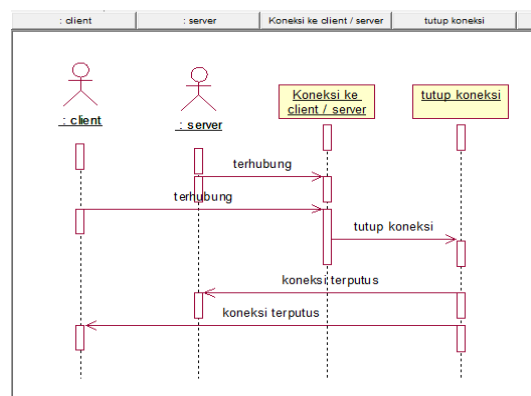 : client
: server
Koneksi ke client / server
tutup koneksi
: client
: server
Koneksi ke
client / server
tutup koneksi
terhubung
terhubung
tutup koneksi
koneksi terputus
koneksi terputus